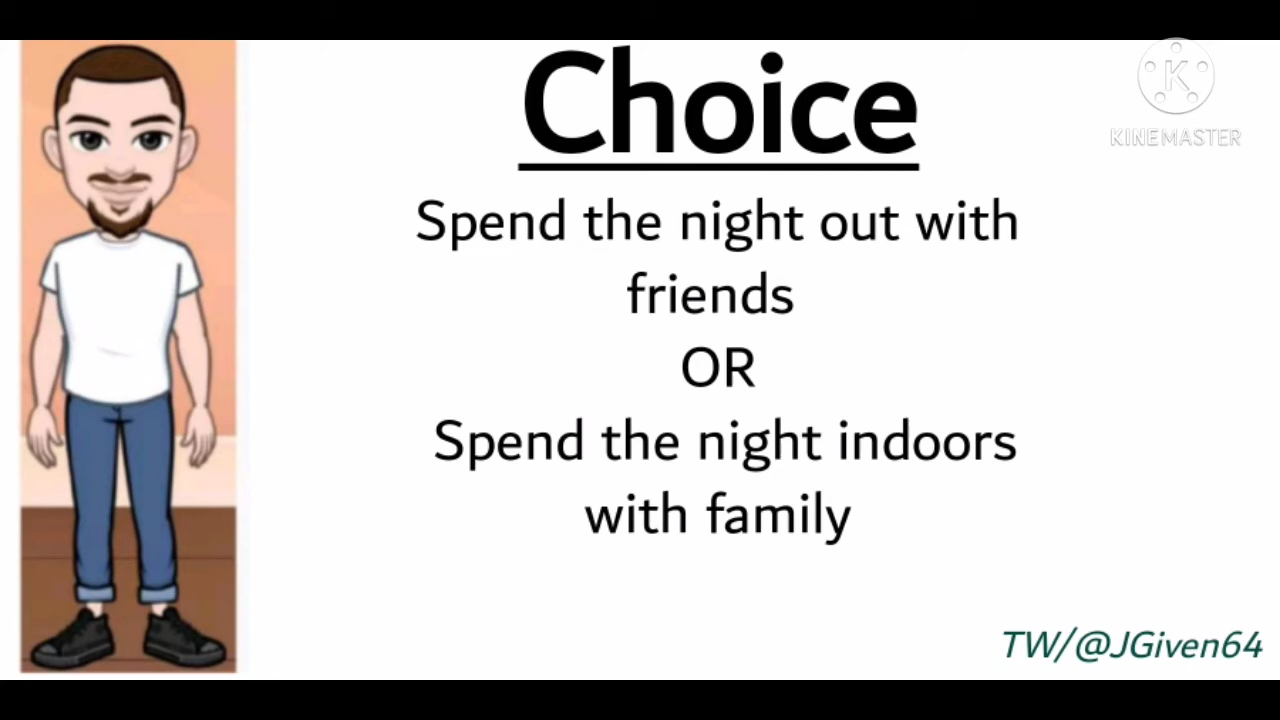 Choice
Spend the night out with
friends
OR
Spend the night indoors
with family
K
KINEMASTER
TW/@JGiven64